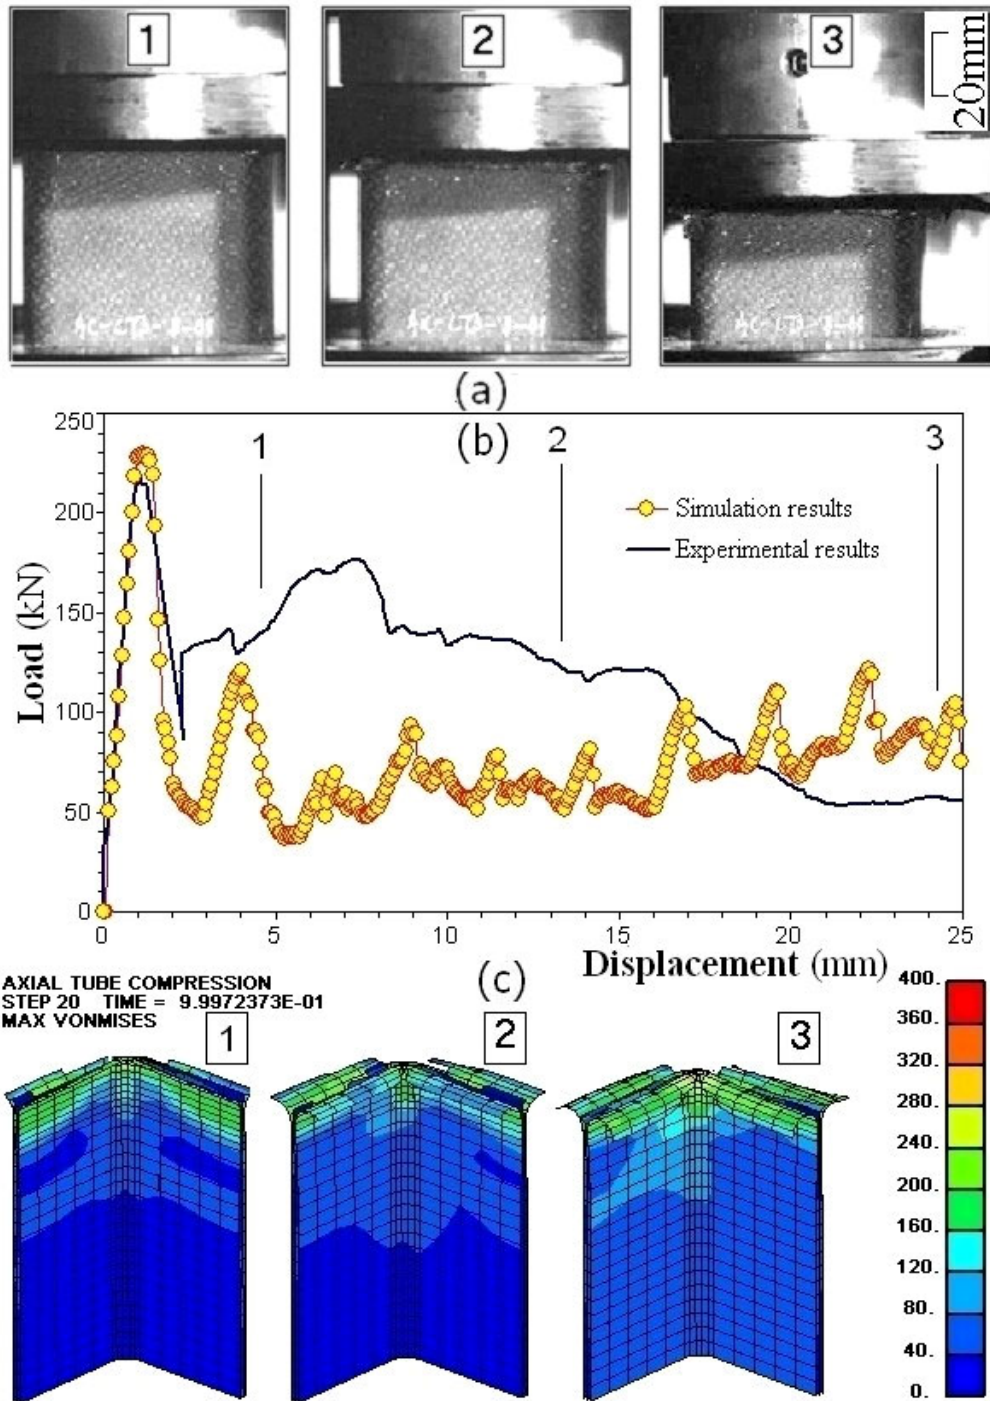 1
2
3
20mm
(a)
(b)
1
2
3
250
200
150
100
50
0
Load (kN)
Simulation results
Experimental results
0
5
10
15
20
25
Displacement (mm)
(c)
AXIAL TUBE COMPRESSION
STEP 20 TIME = 9.9972373E-01
MAX VONMISES
1
2
3
400.
360.
320.
280.
240.
200.
160.
120.
80.
40.
0.